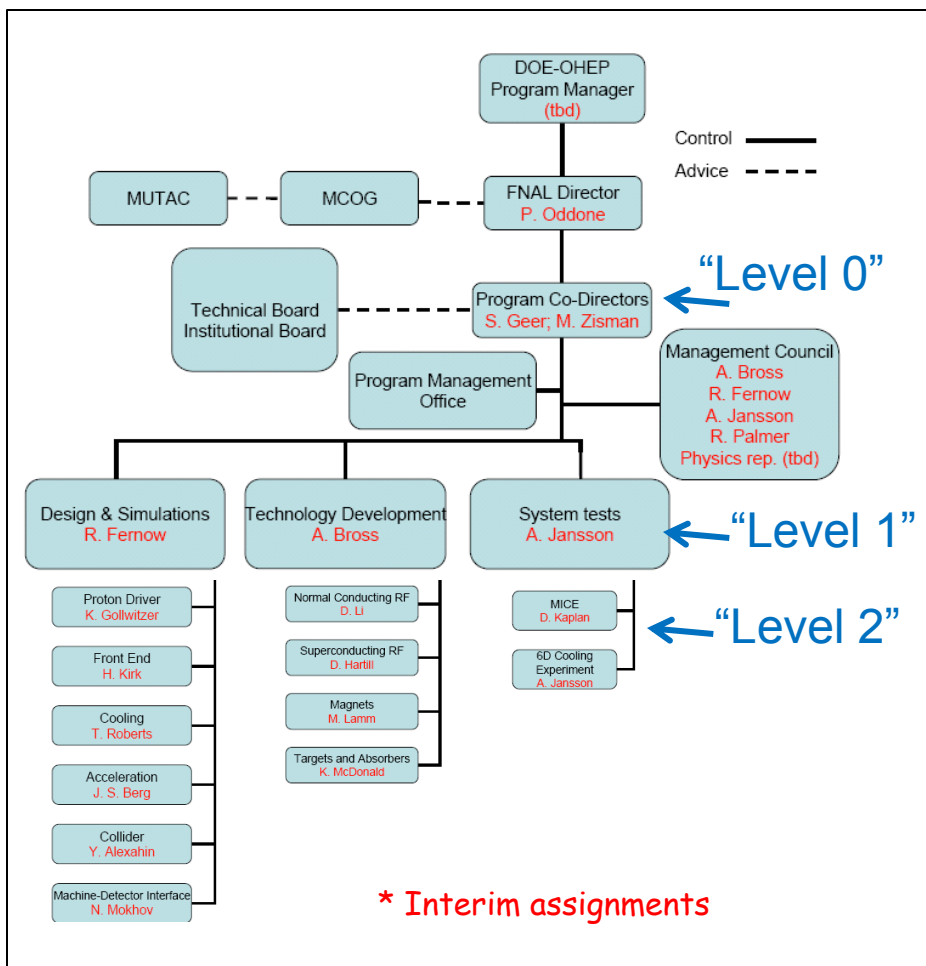 DOE-OHEP
Program Manager
(tbd)
Control
Advice
MUTAC
MCOG
FNAL Director
P. Oddone
“Level 0”
Technical Board
Institutional Board
Program Co-Directors
S. Geer; M. Zisman
Program Management
Office
Management Council
A. Bross
R. Fernow
A. Jansson
R. Palmer
Physics rep. (tbd)
Design & Simulations
R. Fernow
Technology Development
A. Bross
System tests
A. Jansson
“Level 1”
Proton Driver
K. Gollwitzer
Front End
H. Kirk
Cooling
T. Roberts
Acceleration
J. S. Berg
Collider
Y. Alexahin
Machine-Detector Interface
N. Mokhov
Normal Conducting RF
D. Li
Superconducting RF
D. Hartill
Magnets
M. Lamm
Targets and Absorbers
K. McDonald
MICE
D. Kaplan
6D Cooling
Experiment
A. Jansson
“Level 2”
* Interim assignments